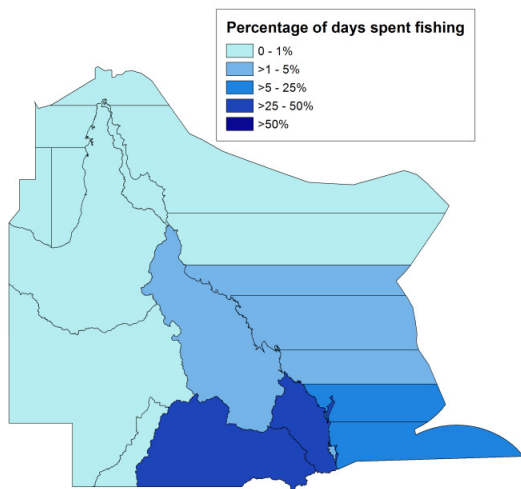 Percentage of days spent fishing
0 - 1%
>1 - 5%
>5 - 25%
>25 - 50%
>50%